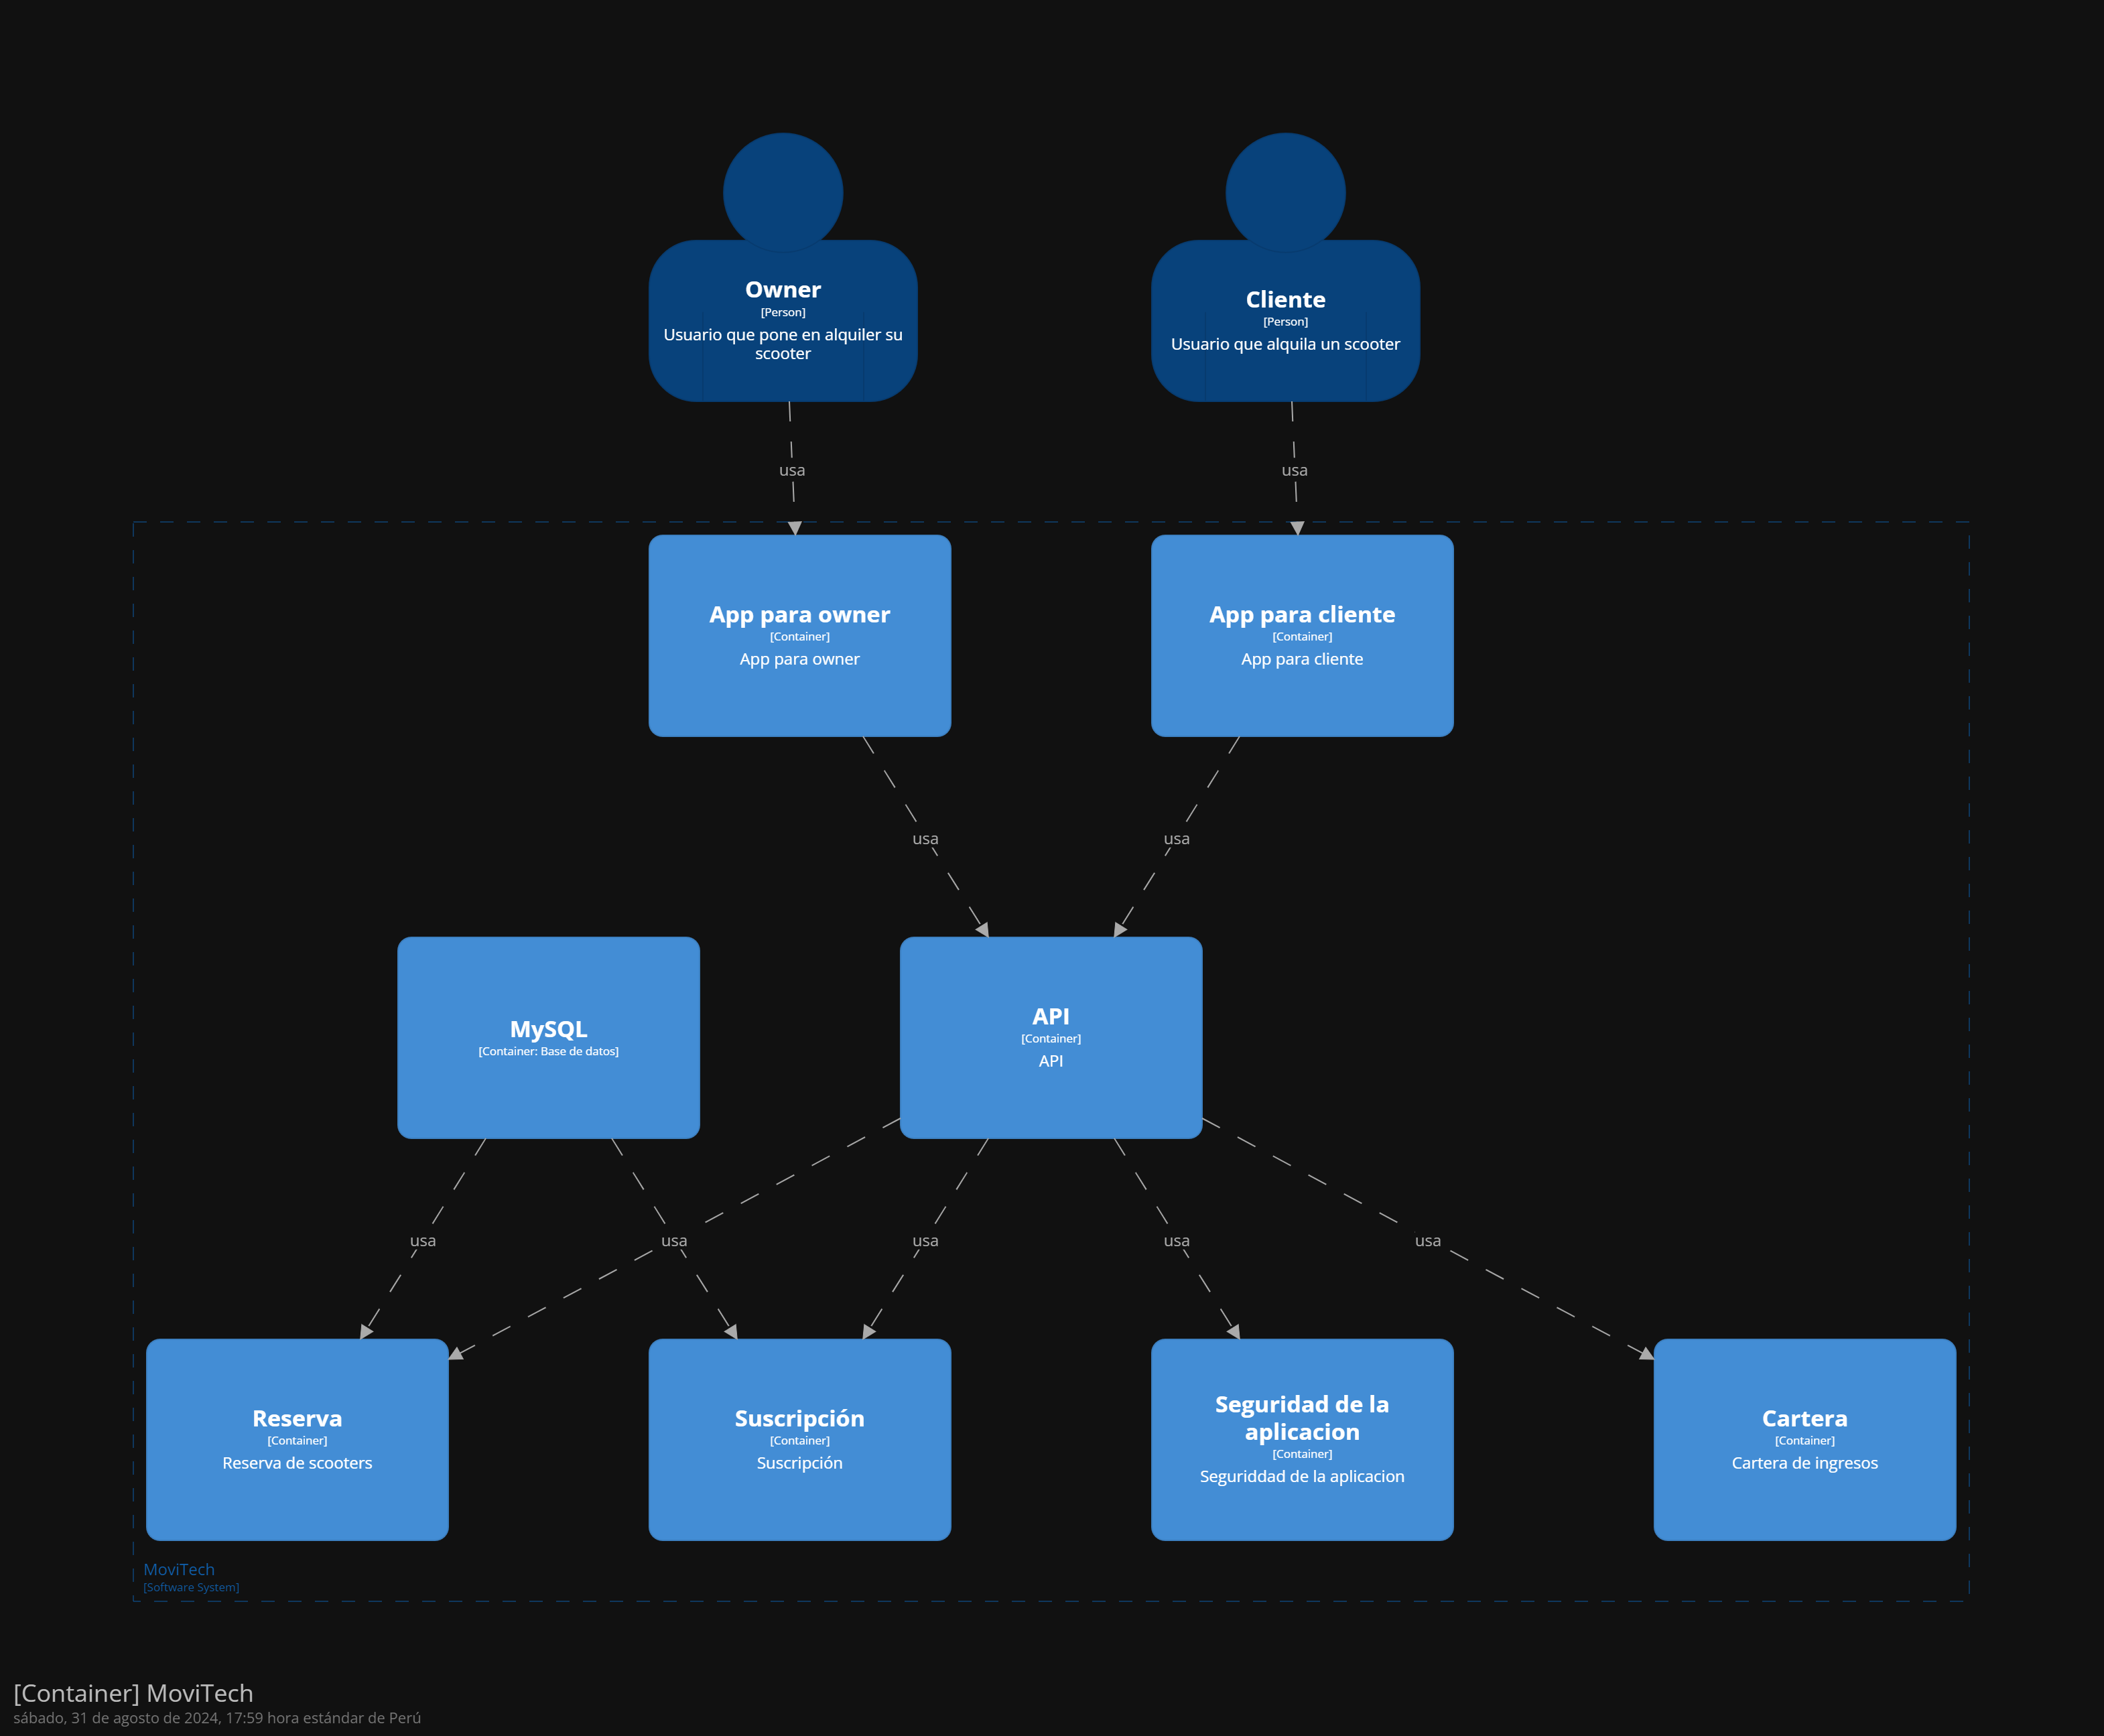 Owner
[Person]
Usuario que pone en alquiler su
scooter
Cliente
[Person]
Usuario que alquila un scooter
usa
usa
App para owner
[Container]
App para owner
App para cliente
[Container]
App para cliente
usa
usa
MySQL
[Container: Base de datos]
API
[Container]
API
usa
usa
usa
usa
usa
Reserva
[Container]
Reserva de scooters
Suscripción
[Container]
Suscripción
Seguridad de la
aplicacion
[Container]
Seguriddad de la aplicacion
Cartera
[Container]
Cartera de ingresos
MoviTech
[Software System]
[Container] MoviTech
sábado, 31 de agosto de 2024, 17:59 hora estándar de Perú